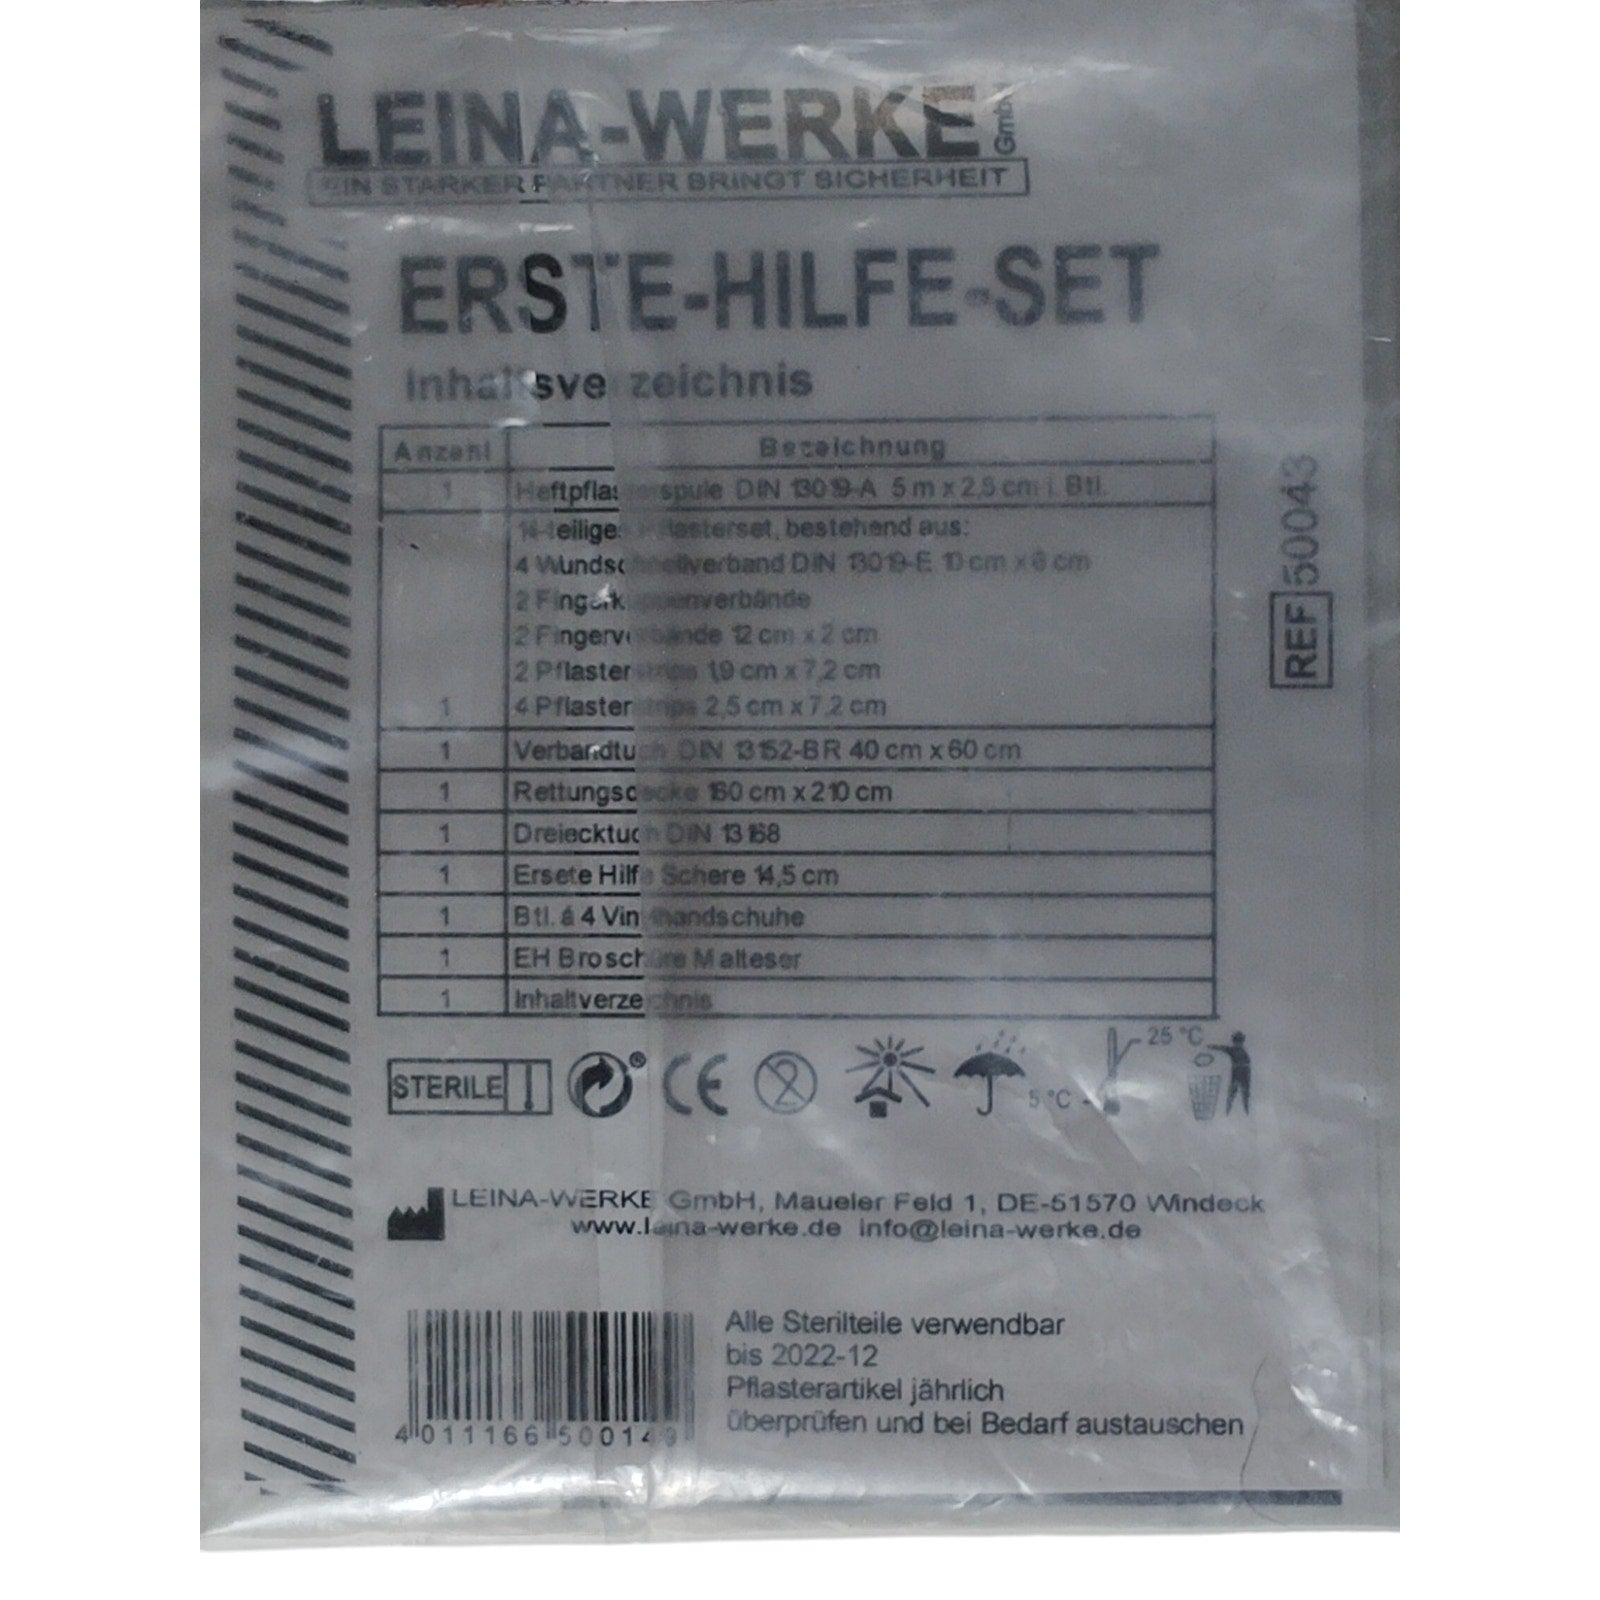 LEINA-WERKE GmbH
EIN STARKER PARTNER BRINGT SICHERHEIT
ERSTE-HILFE-SET
Inhaltsverzeichnis
Anzahl Bezeichnung
1 Heftpflasterspule DIN 13019-A 5 m x 2,5 cm i. Btl.
14-teiliges Pflasterset, bestehend aus:
4 Wundschnellverband DIN 13019-E 10 cm x 6 cm
2 Fingerkuppenverbände
2 Fingerverbände 12 cm x 2 cm
2 Pflasterstrips 1,9 cm x 7,2 cm
1 4 Pflasterstrips 2,5 cm x 7,2 cm
1 Verbandtuch DIN 13152-BR 40 cm x 60 cm
1 Rettungsdecke 160 cm x 210 cm
1 Dreiecktuch DIN 13168
1 Ersete Hilfe Schere 14,5 cm
1 Btl. á 4 Vinylhandschuhe
1 EH Broschüre Malteser
1 Inhaltverzeichnis
REF 50043
STERILE ® CE 2 5 °C 25 °C
LEINA-WERKE GmbH, Maueler Feld 1, DE-51570 Windeck
www.leina-werke.de info@leina-werke.de
Alle Sterilteile verwendbar
bis 2022-12
Pflasterartikel jährlich
überprüfen und bei Bedarf austauschen
4 011166 500149